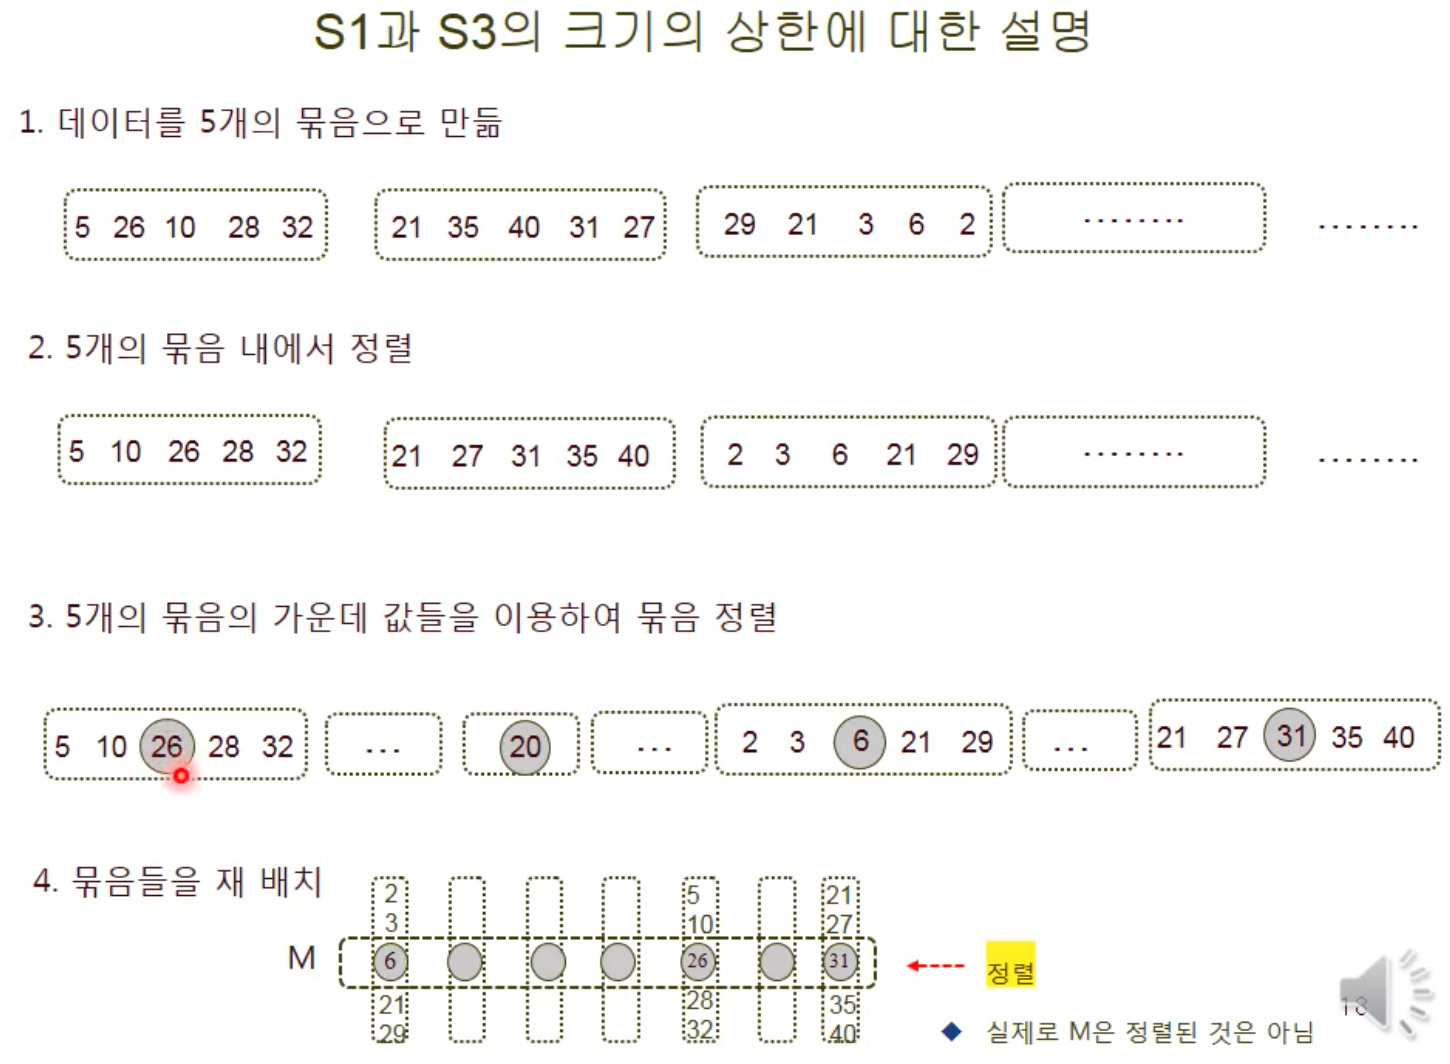 S1과 S3의 크기의 상한에 대한 설명
1. 데이터를 5개의 묶음으로 만듦
5 26 10 28 32 21 35 40 31 27 29 21 3 6 2 ........ ........
2. 5개의 묶음 내에서 정렬
5 10 26 28 32 21 27 31 35 40 2 3 6 21 29 ........ ........
3. 5개의 묶음의 가운데 값들을 이용하여 묶음 정렬
5 10 26 28 32 ... 20 ... 2 3 6 21 29 ... 21 27 31 35 40
4. 묶음들을 재 배치
2 5 21
3 10 27
M 6 26 31
정렬
21 28 35
29 32 40
◆ 실제로 M은 정렬된 것은 아님
18